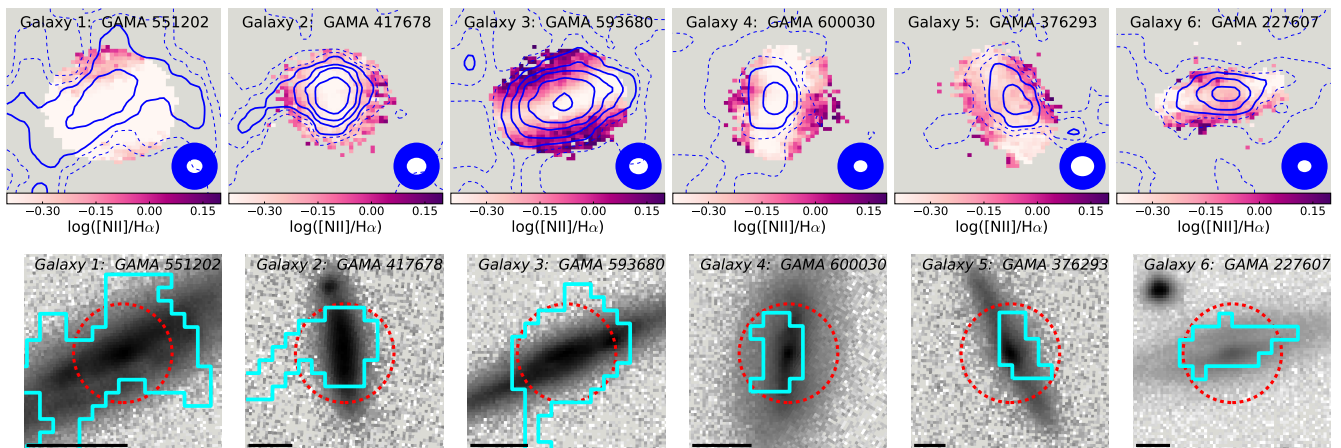 Galaxy 1: GAMA 551202
Galaxy 2: GAMA 417678
Galaxy 3: GAMA 593680
Galaxy 4: GAMA 600030
Galaxy 5: GAMA 376293
Galaxy 6: GAMA 227607
−0.30 −0.15 0.00 0.15
−0.30 −0.15 0.00 0.15
−0.30 −0.15 0.00 0.15
−0.30 −0.15 0.00 0.15
−0.30 −0.15 0.00 0.15
−0.30 −0.15 0.00 0.15
log([NII]/Hα)
log([NII]/Hα)
log([NII]/Hα)
log([NII]/Hα)
log([NII]/Hα)
log([NII]/Hα)
Galaxy 1: GAMA 551202
Galaxy 2: GAMA 417678
Galaxy 3: GAMA 593680
Galaxy 4: GAMA 600030
Galaxy 5: GAMA 376293
Galaxy 6: GAMA 227607